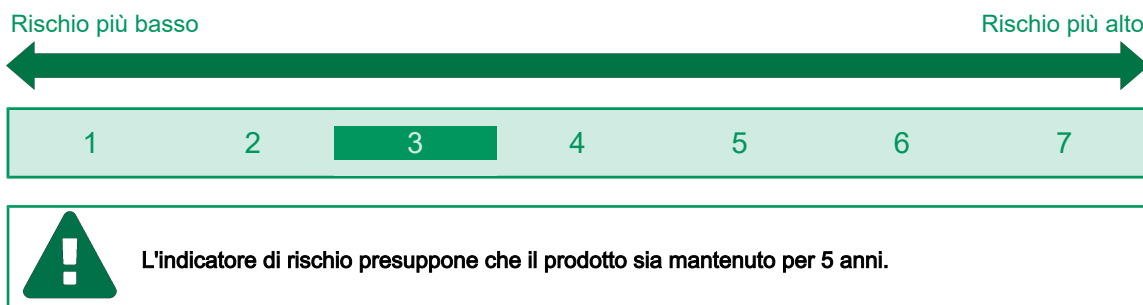 Rischio più basso Rischio più alto
1 2 3 4 5 6 7
L'indicatore di rischio presuppone che il prodotto sia mantenuto per 5 anni.